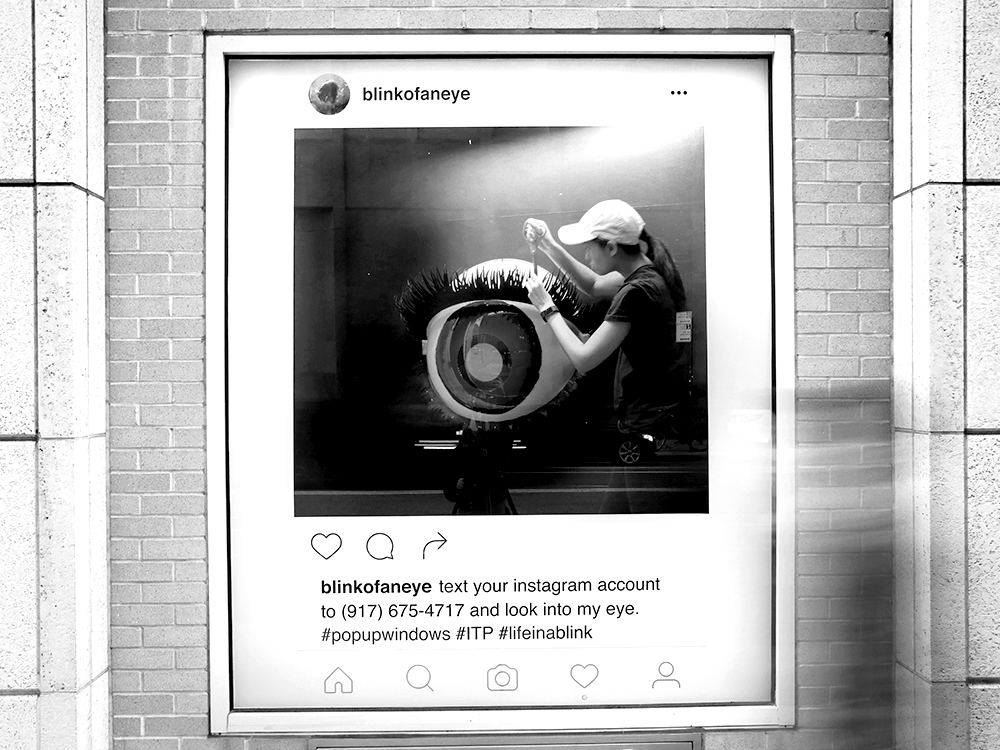 blinkofaneye
blinkofaneye text your instagram account
to (917) 675-4717 and look into my eye.
#popupwindows #ITP #lifeinablink